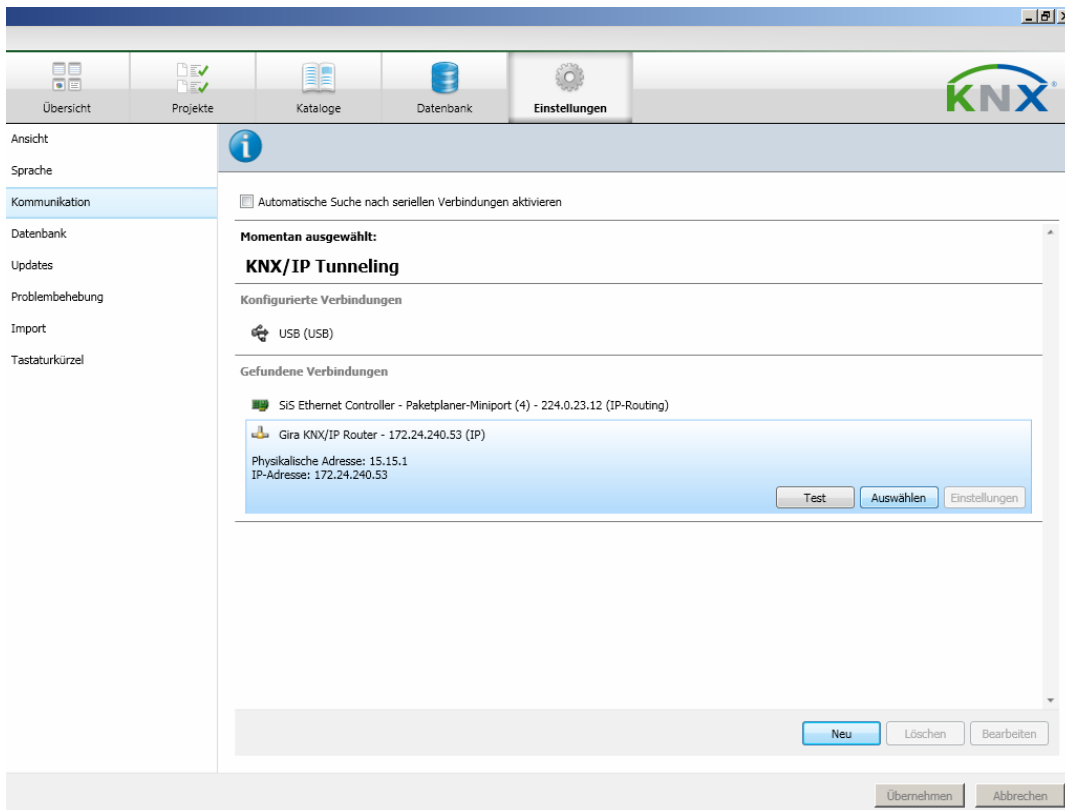 Übersicht
Projekte
Kataloge
Datenbank
Einstellungen
KNX
Ansicht
Sprache
Kommunikation
Datenbank
Updates
Problembehebung
Import
Tastaturkürzel
Automatische Suche nach seriellen Verbindungen aktivieren
Momentan ausgewählt:
KNX/IP Tunneling
Konfigurierte Verbindungen
USB (USB)
Gefundene Verbindungen
SiS Ethernet Controller - Paketplaner-Miniport (4) - 224.0.23.12 (IP-Routing)
Gira KNX/IP Router - 172.24.240.53 (IP)
Physikalische Adresse: 15.15.1
IP-Adresse: 172.24.240.53
Test
Auswählen
Einstellungen
Neu
Löschen
Bearbeiten
Übernehmen
Abbrechen